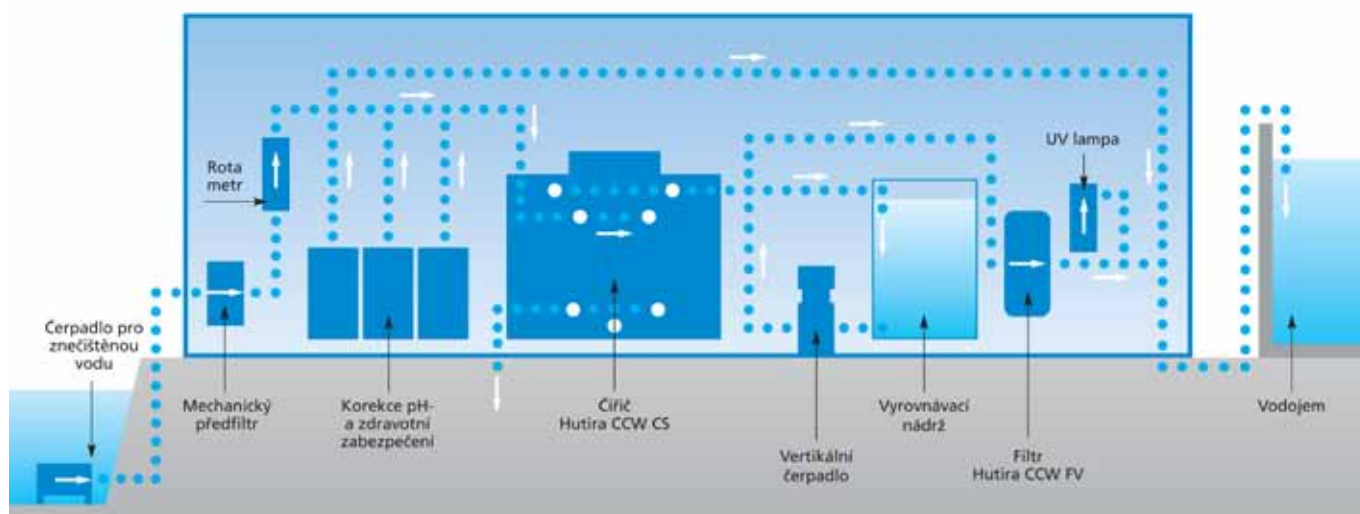 Rota
metr
UV lampa
Čerpadlo pro
znečištěnou
vodu
Mechanický
předfiltr
Korekce pH-
a zdravotní
zabezpečení
Čiřič
Hutira CCW CS
Vertikální
čerpadlo
Vyrovnávací
nádrž
Filtr
Hutira CCW FV
Vodojem